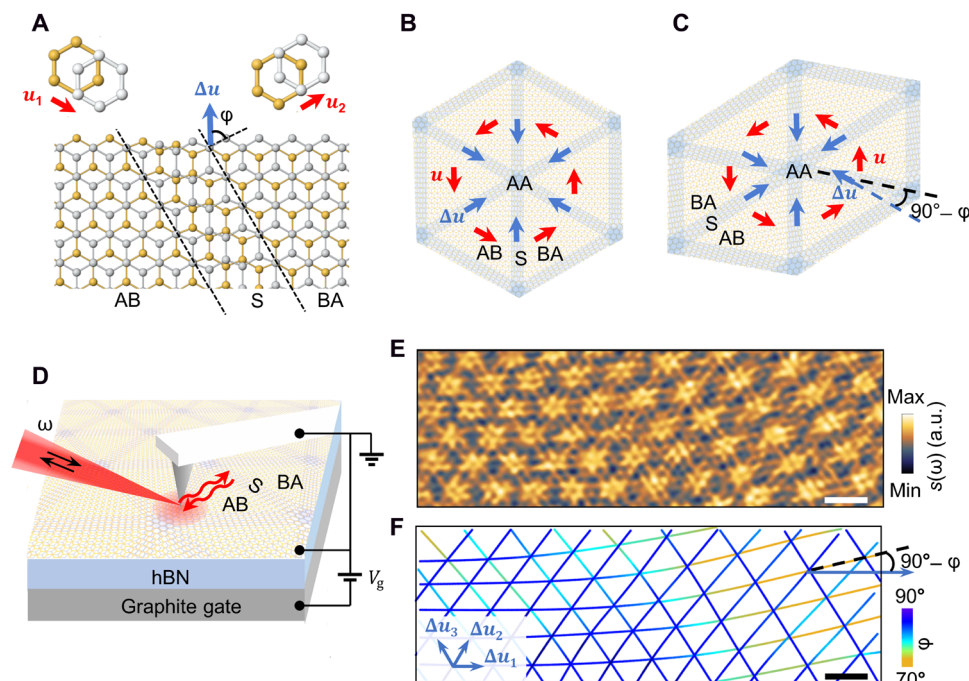 A
u1
u2
Δu
φ
AB
S
BA
B
u
AA
Δu
AB
S
BA
C
u
AA
Δu
BA
S
AB
90°– φ
D
ω
BA
S
AB
hBN
Graphite gate
Vg
E
Max
Min
s(ω) (a.u.)
F
90°– φ
Δu3
Δu2
Δu1
90°
φ
70°